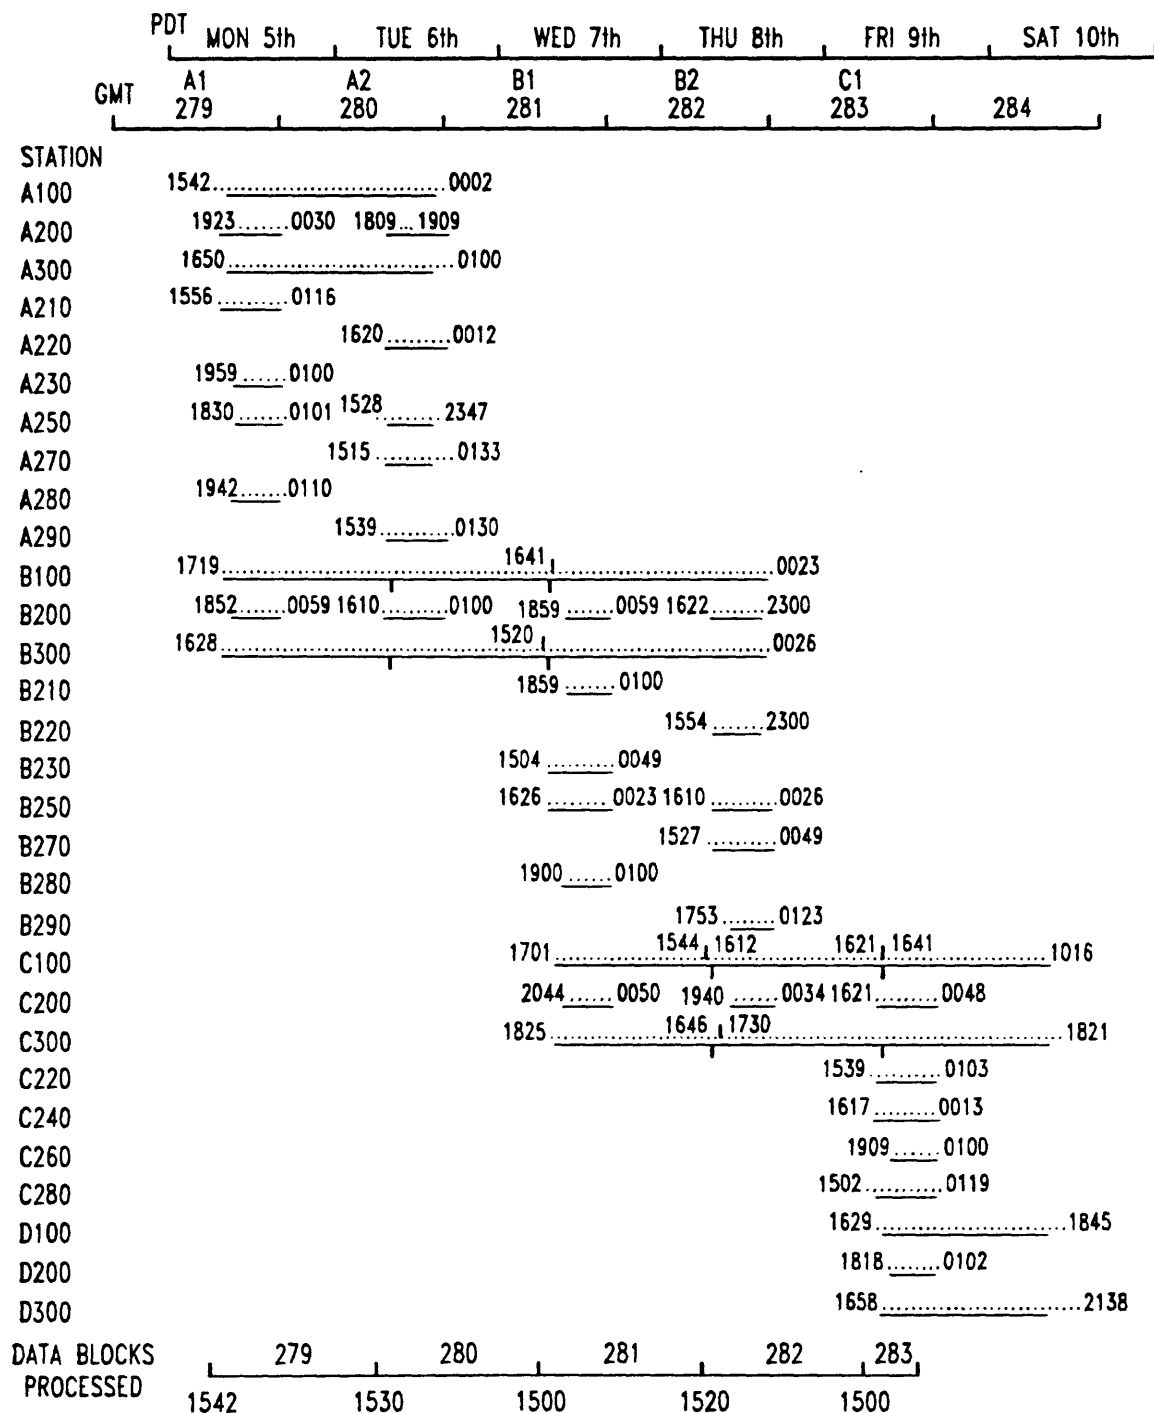 PDT MON 5th TUE 6th WED 7th THU 8th FRI 9th SAT 10th
A1 A2 B1 B2 C1
GMT 279 280 281 282 283 284
STATION
A100 1542 0002
A200 1923 0030 1809 1909
A300 1650 0100
A210 1556 0116
A220 1620 0012
A230 1959 0100
A250 1830 0101 1528 2347
A270 1515 0133
A280 1942 0110
A290 1539 0130
B100 1719 1641 0023
B200 1852 0059 1610 0100 1859 0059 1622 2300
B300 1628 1520 0026
B210 1859 0100
B220 1554 2300
B230 1504 0049
B250 1626 0023 1610 0026
B270 1527 0049
B280 1900 0100
B290 1753 0123
C100 1701 1544 1612 1621 1641 1016
C200 2044 0050 1940 0034 1621 0048
C300 1825 1646 1730 1821
C220 1539 0103
C240 1617 0013
C260 1909 0100
C280 1502 0119
D100 1629 1845
D200 1818 0102
D300 1658 2138
DATA BLOCKS 279 280 281 282 283
PROCESSED 1542 1530 1500 1520 1500